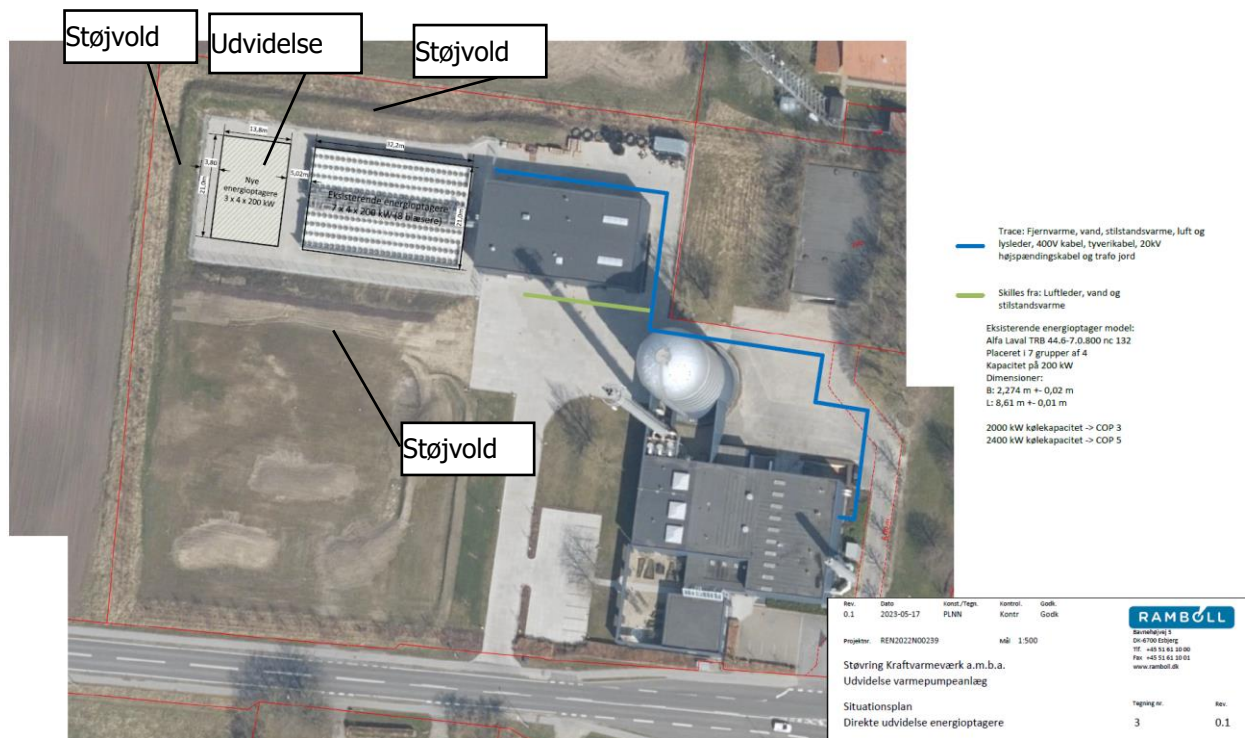 Støjvold
Udvidelse
Støjvold
13,8m
3,80
21,0m
Nye
energioptagere
3 x 4 x 200 kW
5,02m
32,2m
Eksisterende energioptagere
7 x 4 x 200 kW (8 blæsere)
21,0m
Støjvold
Trace: Fjernvarme, vand, stilstandsvarme, luft og
lysleder, 400V kabel, tyverikabel, 20kV
højspændingskabel og trafo jord
Skilles fra: Luftleder, vand og
stilstandsvarme
Eksisterende energioptager model:
Alfa Laval TRB 44.6-7.0.800 nc 132
Placeret i 7 grupper af 4
Kapacitet på 200 kW
Dimensioner:
B: 2,274 m +- 0,02 m
L: 8,61 m +- 0,01 m
2000 kW kølekapacitet -> COP 3
2400 kW kølekapacitet -> COP 5
Rev. Dato Konst./Tegn. Kontrol. Godk.
0.1 2023-05-17 PLNN Kontr Godk
Projektnr. REN2022N00239 Mål 1:500
Støvring Kraftvarmeværk a.m.b.a.
Udvidelse varmepumpeanlæg
Situationsplan
Direkte udvidelse energioptagere
RAMBOLL
Bavnehøjvej 5
DK-6700 Esbjerg
Tlf. +45 51 61 10 00
Fax +45 51 61 10 01
www.ramboll.dk
Tegning nr. Rev.
3 0.1